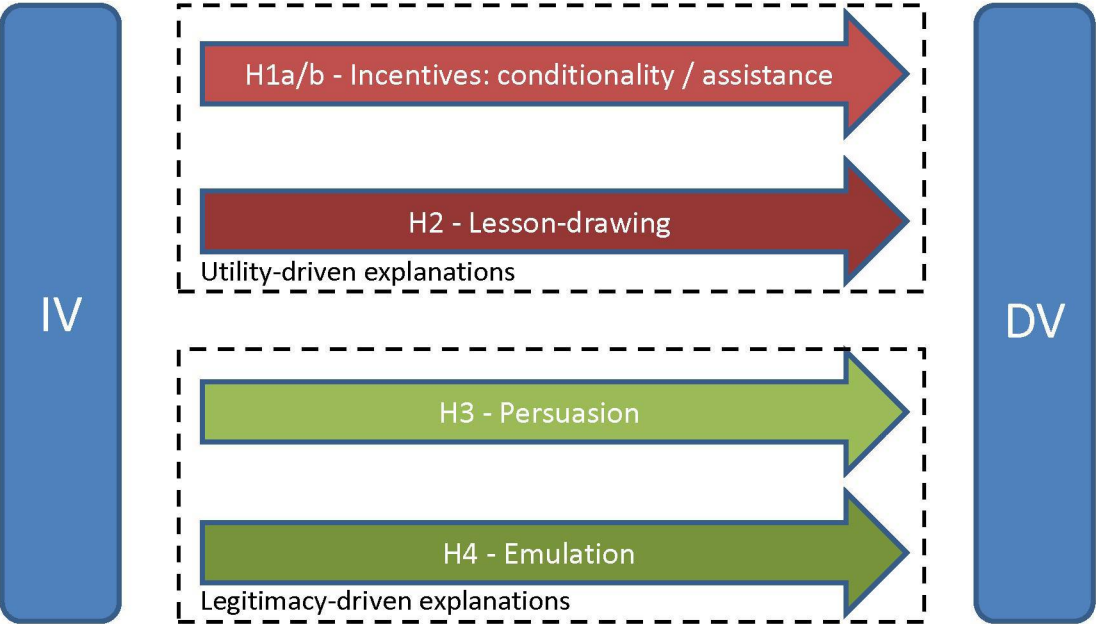 IV
H1a/b - Incentives: conditionality / assistance
H2 - Lesson-drawing
Utility-driven explanations
H3 - Persuasion
H4 - Emulation
Legitimacy-driven explanations
DV